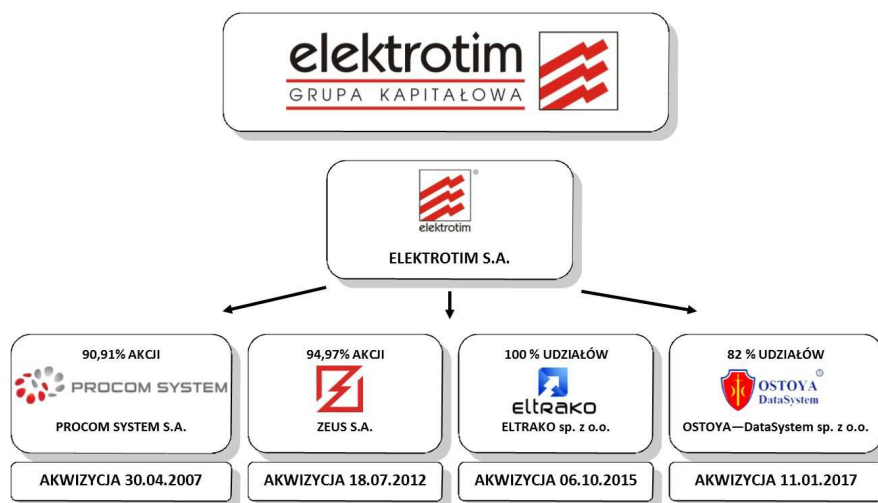 elektrotim
GRUPA KAPITAŁOWA
®
elektrotim
ELEKTROTIM S.A.
90,91% AKCJI
PROCOM SYSTEM
PROCOM SYSTEM S.A.
AKWIZYCJA 30.04.2007
94,97% AKCJI
ZEUS S.A.
AKWIZYCJA 18.07.2012
100 % UDZIAŁÓW
ELTRAKO
ELTRAKO sp. z o.o.
AKWIZYCJA 06.10.2015
82 % UDZIAŁÓW
OSTOYA ®
DataSystem
OSTOYA—DataSystem sp. z o.o.
AKWIZYCJA 11.01.2017